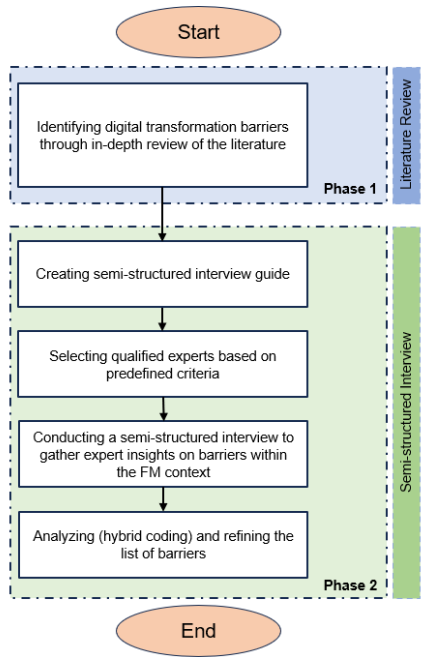 Start
Identifying digital transformation barriers
through in-depth review of the literature
Phase 1
Literature Review
Creating semi-structured interview guide
Selecting qualified experts based on
predefined criteria
Conducting a semi-structured interview to
gather expert insights on barriers within
the FM context
Analyzing (hybrid coding) and refining the
list of barriers
Phase 2
Semi-structured Interview
End